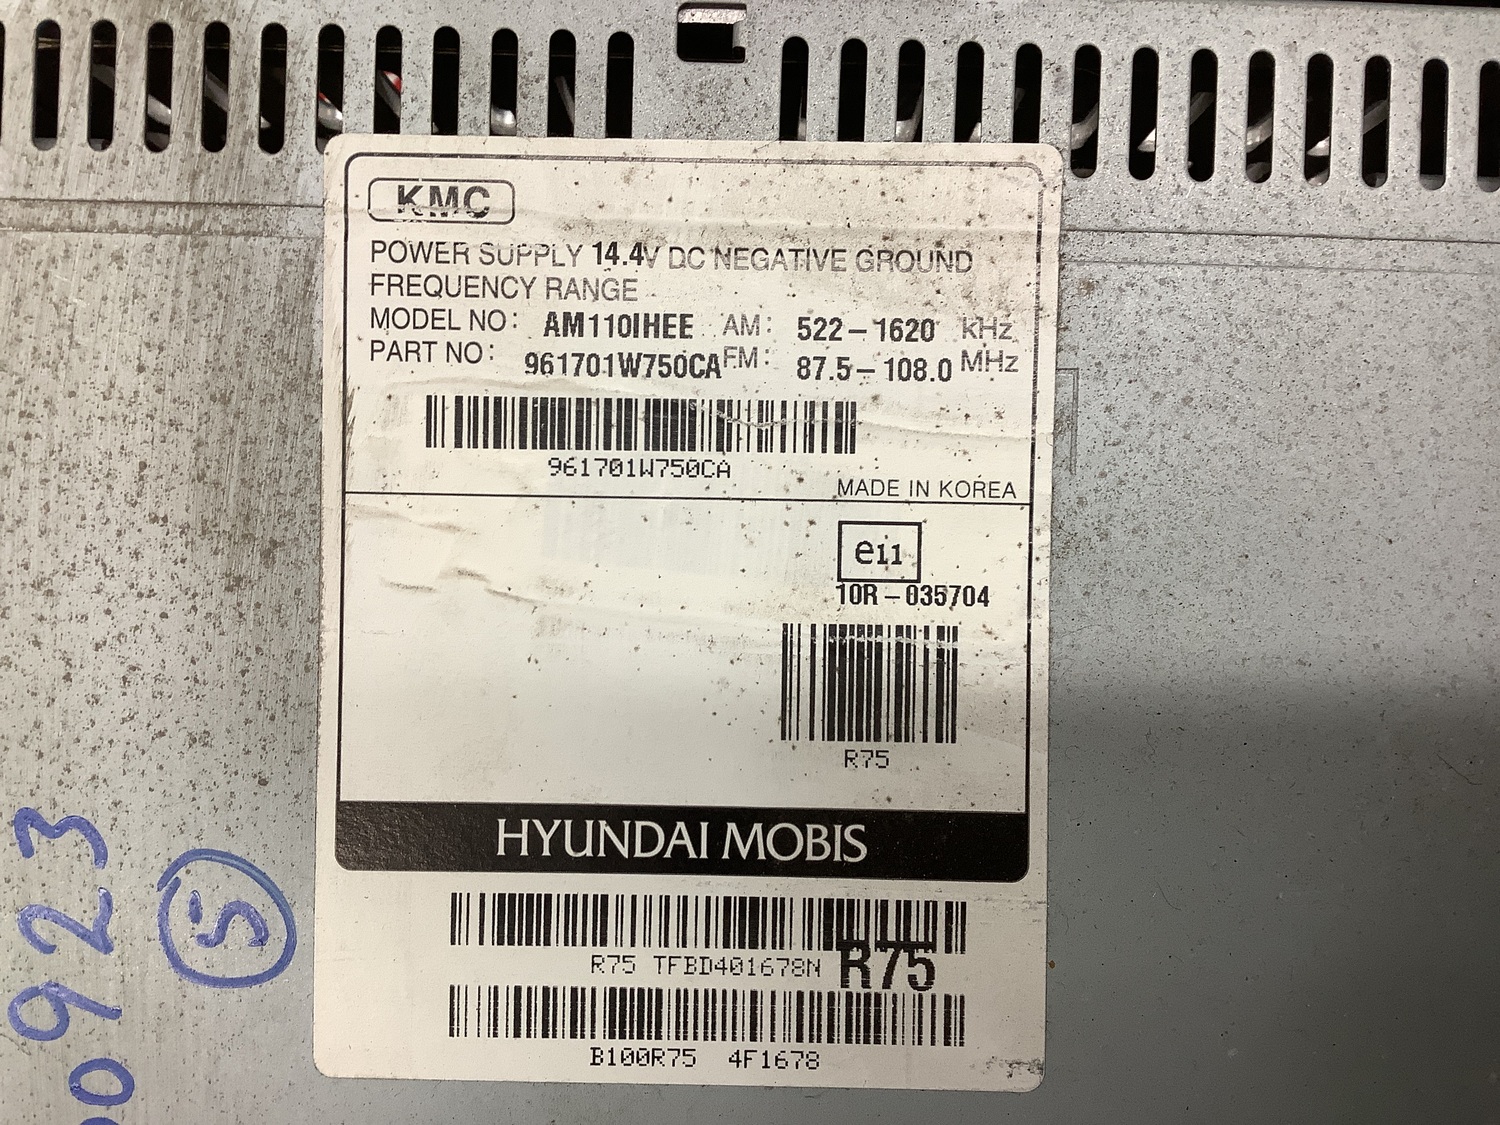 KMC
POWER SUPPLY 14.4V DC NEGATIVE GROUND
FREQUENCY RANGE
MODEL NO: AM110IHEE AM: 522-1620 kHz
PART NO: 961701W750CA FM: 87.5-108.0 MHz
961701W750CA
MADE IN KOREA
e11
10R-035704
R75
HYUNDAI MOBIS
R75 TFBD401678N R75
B100R75 4F1678
0923
5